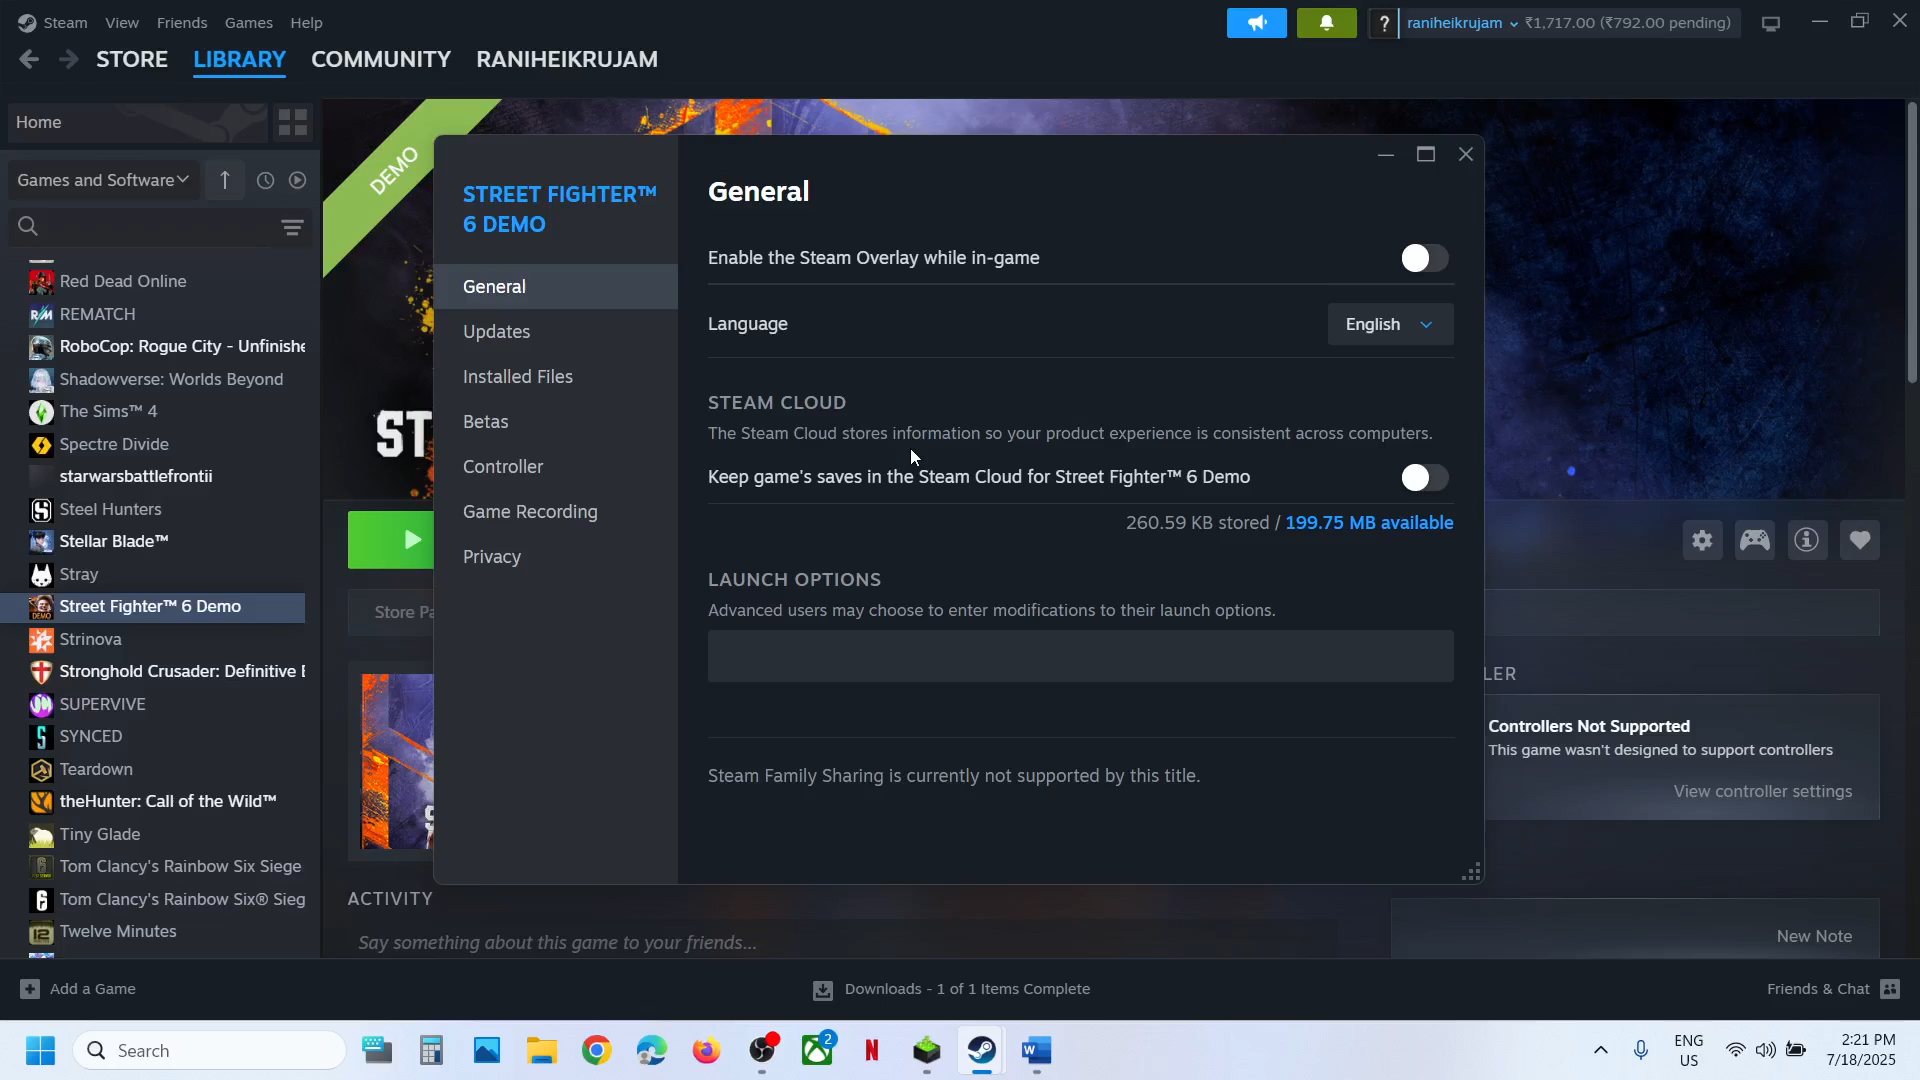 Steam View Friends Games Help
? raniheikrujam ₹1,717.00 (₹792.00 pending)
STORE LIBRARY COMMUNITY RANIHEIKRUJAM
Home
Games and Software
Red Dead Online
REMATCH
RoboCop: Rogue City - Unfinishe
Shadowverse: Worlds Beyond
The Sims™ 4
Spectre Divide
starwarsbattlefrontii
Steel Hunters
Stellar Blade™
Stray
Street Fighter™ 6 Demo
Strinova
Stronghold Crusader: Definitive E
SUPERVIVE
SYNCED
Teardown
theHunter: Call of the Wild™
Tiny Glade
Tom Clancy's Rainbow Six Siege
Tom Clancy's Rainbow Six® Sieg
Twelve Minutes
DEMO
ST
Store Pa
STREET FIGHTER™
6 DEMO
General
Updates
Installed Files
Betas
Controller
Game Recording
Privacy
General
Enable the Steam Overlay while in-game
Language English
STEAM CLOUD
The Steam Cloud stores information so your product experience is consistent across computers.
Keep game's saves in the Steam Cloud for Street Fighter™ 6 Demo
260.59 KB stored / 199.75 MB available
LAUNCH OPTIONS
Advanced users may choose to enter modifications to their launch options.
Steam Family Sharing is currently not supported by this title.
LER
Controllers Not Supported
This game wasn't designed to support controllers
View controller settings
ACTIVITY
Say something about this game to your friends...
New Note
Add a Game
Downloads - 1 of 1 Items Complete
Friends & Chat
Search
2
ENG
US
2:21 PM
7/18/2025